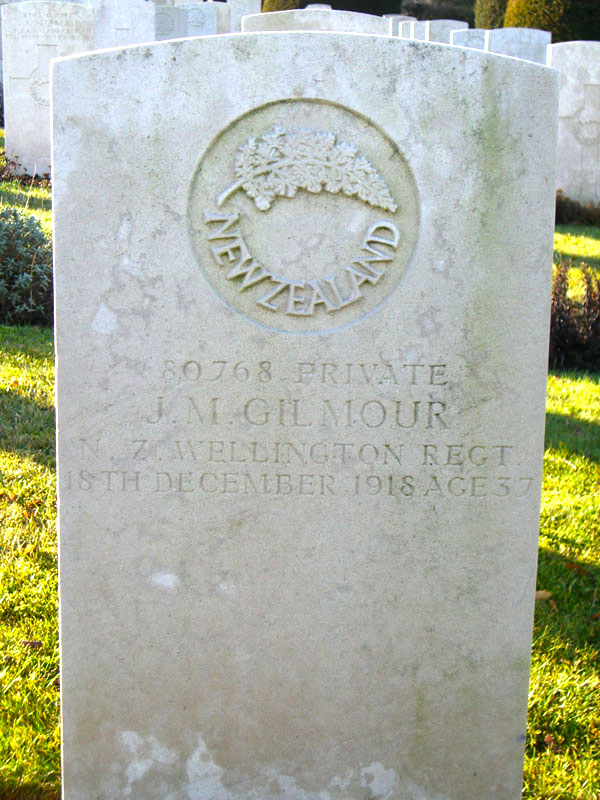 NEW ZEALAND
80768 PRIVATE
J. M. GILMOUR
N. Z. WELLINGTON REGT.
18TH DECEMBER 1918 AGE 37